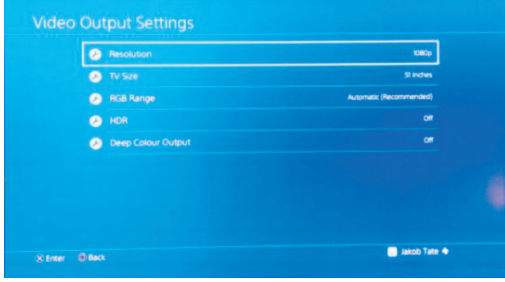 Video Output Settings
Resolution 1080p
TV Size 51 inches
RGB Range Automatic (Recommended)
HDR Off
Deep Colour Output Off
Enter Back Jakob Tate